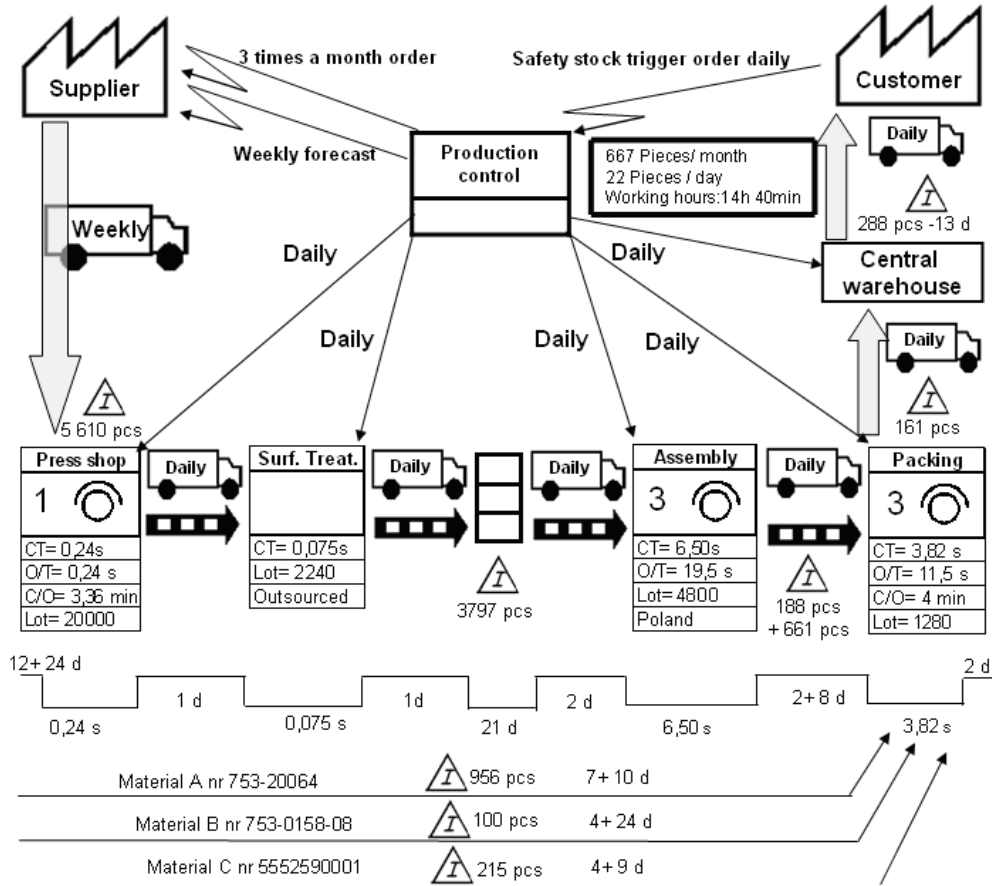 3 times a month order
Safety stock trigger order daily
Supplier
Customer
Weekly forecast
Production
control
667 Pieces/ month
22 Pieces / day
Working hours:14h 40min
Daily
I
288 pcs -13 d
Weekly
Daily
Daily
Central
warehouse
Daily
Daily
Daily
Daily
I
5 610 pcs
I
161 pcs
Press shop
1
CT= 0,24s
O/T= 0,24 s
C/O= 3,36 min
Lot= 20000
Daily
Surf. Treat.
CT= 0,075s
Lot= 2240
Outsourced
Daily
I
3797 pcs
Daily
Assembly
3
CT= 6,50s
O/T= 19,5 s
Lot= 4800
Poland
Daily
I
188 pcs
+ 661 pcs
Packing
3
CT= 3,82 s
O/T= 11,5 s
C/O= 4 min
Lot= 1280
12+ 24 d
0,24 s
1 d
0,075 s
1d
21 d
2 d
6,50 s
2+ 8 d
3,82 s
2 d
Material A nr 753-20064
I
956 pcs
7+ 10 d
Material B nr 753-0158-08
I
100 pcs
4+ 24 d
Material C nr 5552590001
I
215 pcs
4+ 9 d